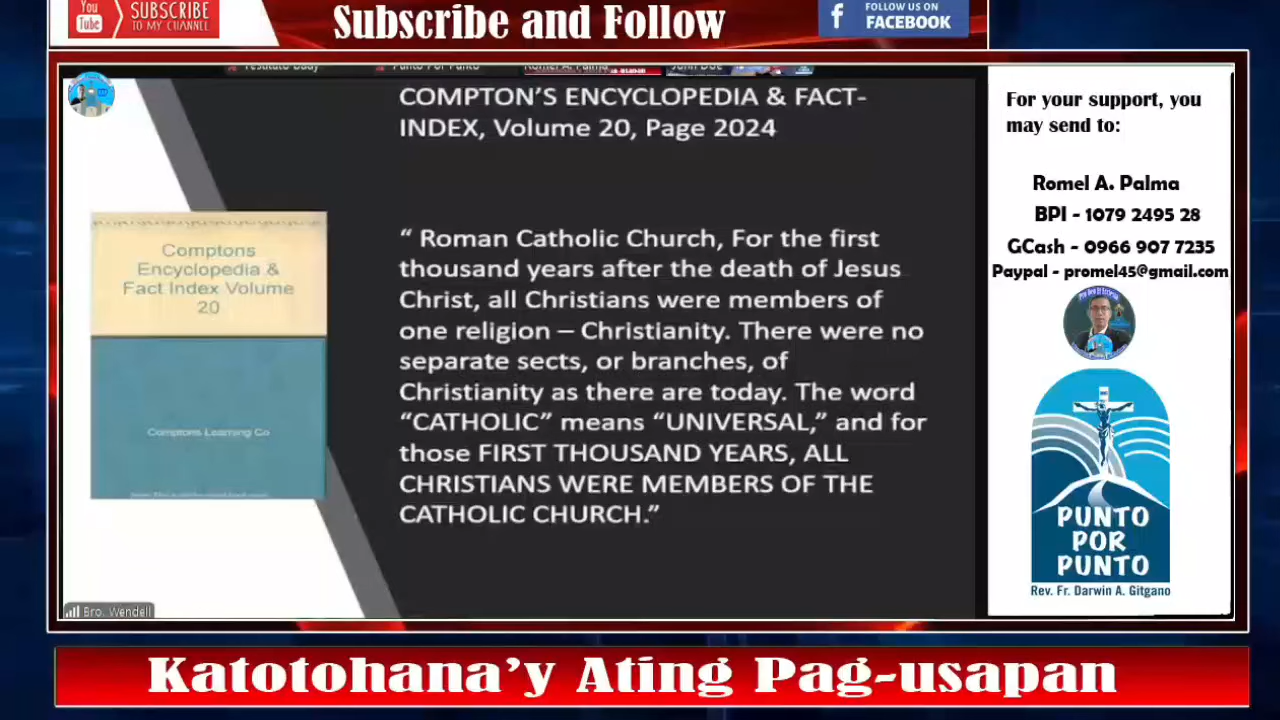 You
Tube
SUBSCRIBE
TO MY CHANNEL
Subscribe and Follow
FOLLOW US ON
FACEBOOK
COMPTON'S ENCYCLOPEDIA & FACT-
INDEX, Volume 20, Page 2024
Comptons
Encyclopedia &
Fact Index Volume
20
Comptons Learning Co
“ Roman Catholic Church, For the first
thousand years after the death of Jesus
Christ, all Christians were members of
one religion – Christianity. There were no
separate sects, or branches, of
Christianity as there are today. The word
“CATHOLIC” means “UNIVERSAL,” and for
those FIRST THOUSAND YEARS, ALL
CHRISTIANS WERE MEMBERS OF THE
CATHOLIC CHURCH.”
Bro. Wendell
For your support, you
may send to:
Romel A. Palma
BPI - 1079 2495 28
GCash - 0966 907 7235
Paypal - promel45@gmail.com
PUNTO
POR
PUNTO
Rev. Fr. Darwin A. Gitgano
Katotohana'y Ating Pag-usapan